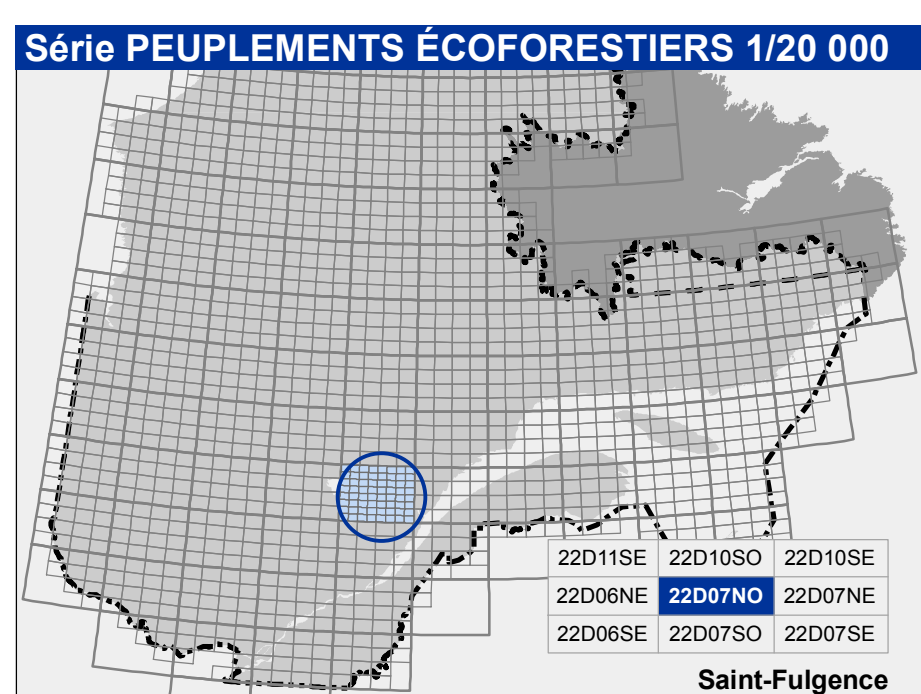 Série PEUPLEMENTS ÉCOFORESTIERS 1/20 000
22D11SE 22D10SO 22D10SE
22D06NE 22D07NO 22D07NE
22D06SE 22D07SO 22D07SE
Saint-Fulgence